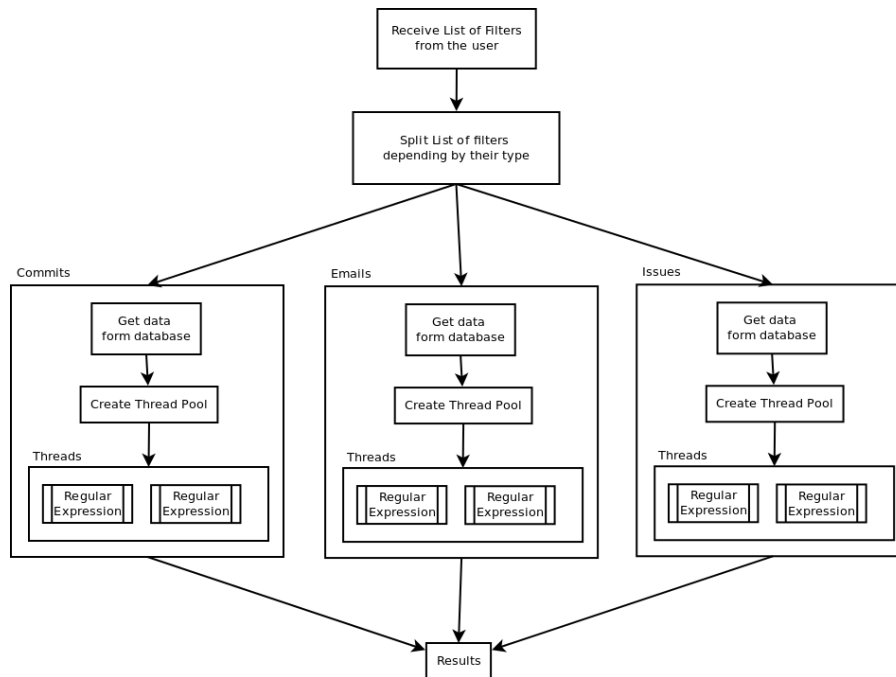 Receive List of Filters
from the user
Split List of filters
depending by their type
Commits
Get data
form database
Create Thread Pool
Threads
Regular
Expression
Regular
Expression
Emails
Get data
form database
Create Thread Pool
Threads
Regular
Expression
Regular
Expression
Issues
Get data
form database
Create Thread Pool
Threads
Regular
Expression
Regular
Expression
Results